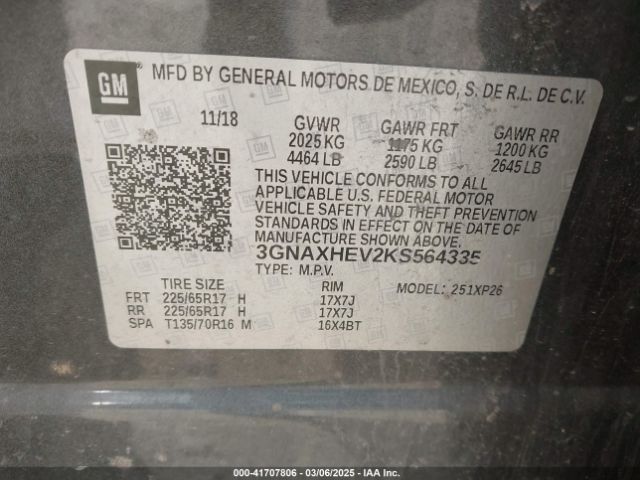 GM
MFD BY GENERAL MOTORS DE MEXICO, S. DE R.L. DE C.V.
11/18 GVWR GAWR FRT GAWR RR
2025 KG 1175 KG 1200 KG
4464 LB 2590 LB 2645 LB
THIS VEHICLE CONFORMS TO ALL
APPLICABLE U.S. FEDERAL MOTOR
VEHICLE SAFETY AND THEFT PREVENTION
STANDARDS IN EFFECT ON THE DATE OF
MANUFACTURE SHOWN ABOVE.
3GNAXHEV2KS564335
TYPE: M.P.V.
TIRE SIZE RIM MODEL: 251XP26
FRT 225/65R17 H 17X7J
RR 225/65R17 H 17X7J
SPA T135/70R16 M 16X4BT
000-41707806 | 03/06/2025 | IAA Inc.